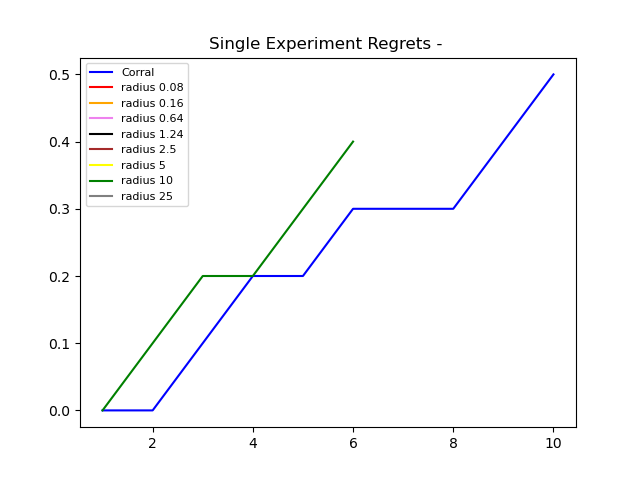 Single Experiment Regrets -
Corral
radius 0.08
radius 0.16
radius 0.64
radius 1.24
radius 2.5
radius 5
radius 10
radius 25
0.5
0.4
0.3
0.2
0.1
0.0
2 4 6 8 10